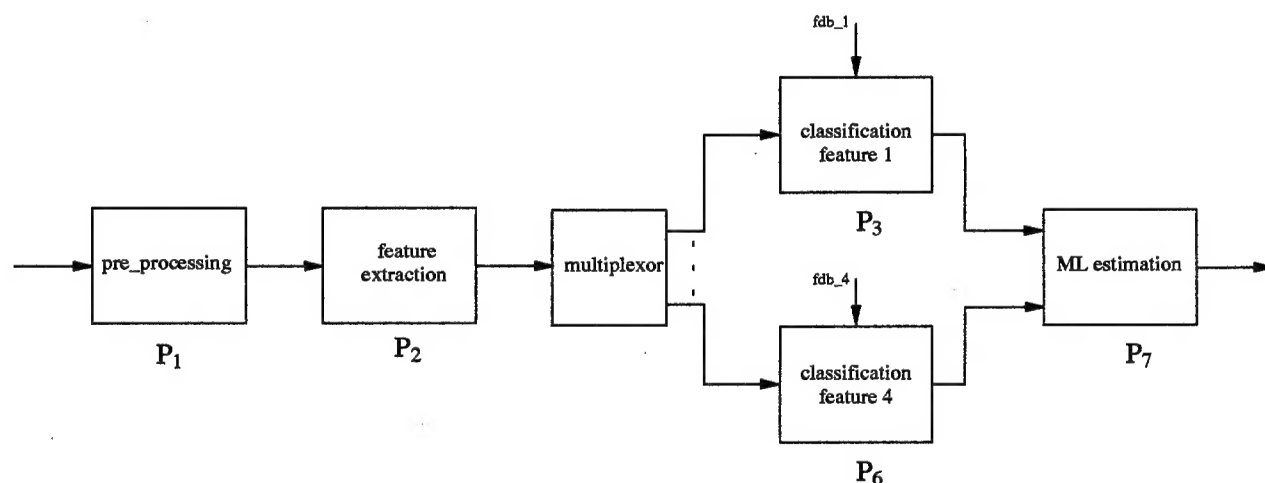 fdb_1
classification
feature 1
P3
pre_processing
P1
feature
extraction
P2
multiplexor
fdb_4
classification
feature 4
P6
ML estimation
P7